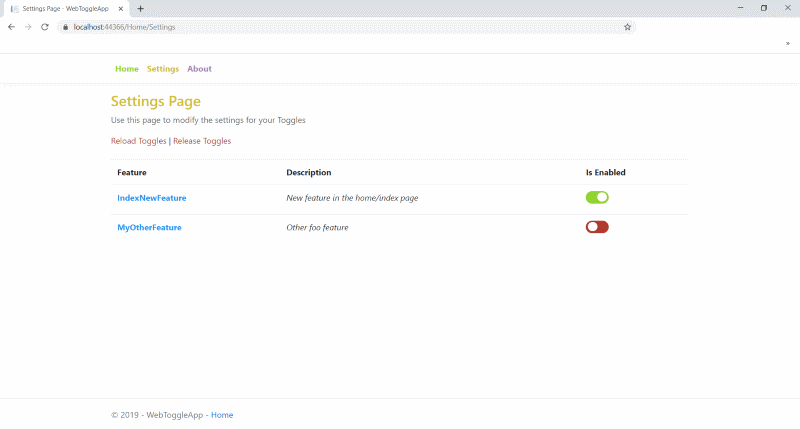 Settings Page - WebToggleApp
localhost:44366/Home/Settings
»
Home Settings About
Settings Page
Use this page to modify the settings for your Toggles
Reload Toggles | Release Toggles
Feature Description Is Enabled
IndexNewFeature New feature in the home/index page
MyOtherFeature Other foo feature
© 2019 - WebToggleApp - Home